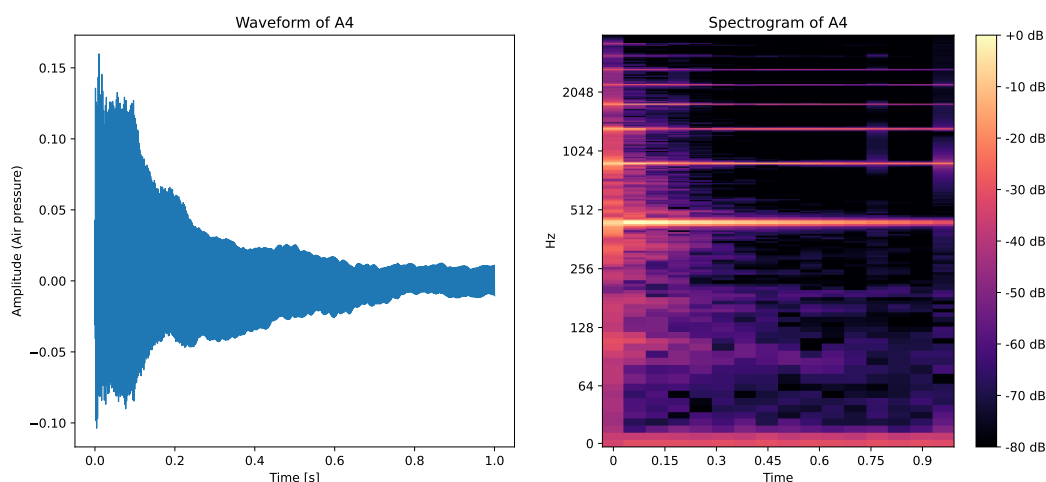 Waveform of A4
Amplitude (Air pressure)
0.15
0.10
0.05
0.00
−0.05
−0.10
0.0 0.2 0.4 0.6 0.8 1.0
Time [s]
Spectrogram of A4
Hz
2048
1024
512
256
128
64
0
0 0.15 0.3 0.45 0.6 0.75 0.9
Time
+0 dB
-10 dB
-20 dB
-30 dB
-40 dB
-50 dB
-60 dB
-70 dB
-80 dB